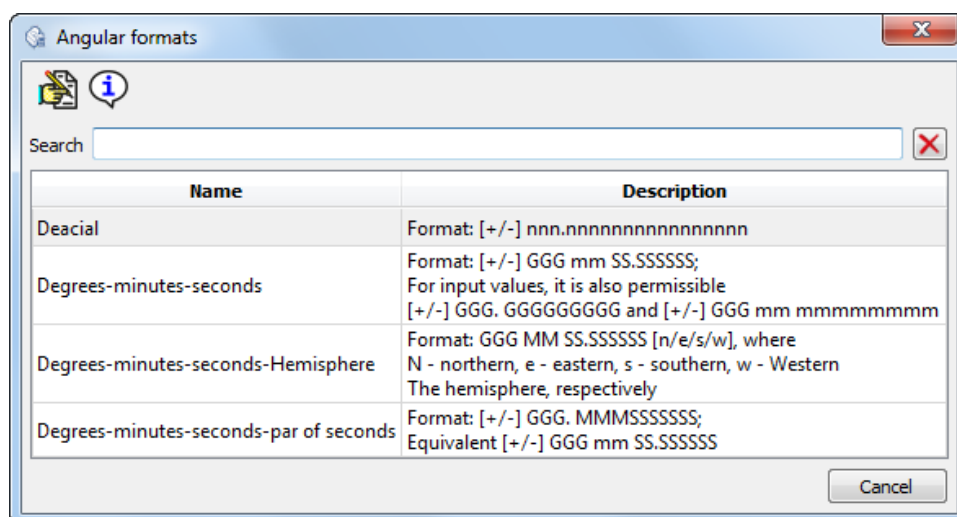 Angular formats
Search
Name Description
Deacial Format: [+/-] nnn.nnnnnnnnnnnnnnnn
Degrees-minutes-seconds
Format: [+/-] GGG mm SS.SSSSSS;
For input values, it is also permissible
[+/-] GGG. GGGGGGGGG and [+/-] GGG mm mmmmmmmm
Degrees-minutes-seconds-Hemisphere
Format: GGG MM SS.SSSSSS [n/e/s/w], where
N - northern, e - eastern, s - southern, w - Western
The hemisphere, respectively
Degrees-minutes-seconds-par of seconds
Format: [+/-] GGG. MMMSSSSSSS;
Equivalent [+/-] GGG mm SS.SSSSSS
Cancel